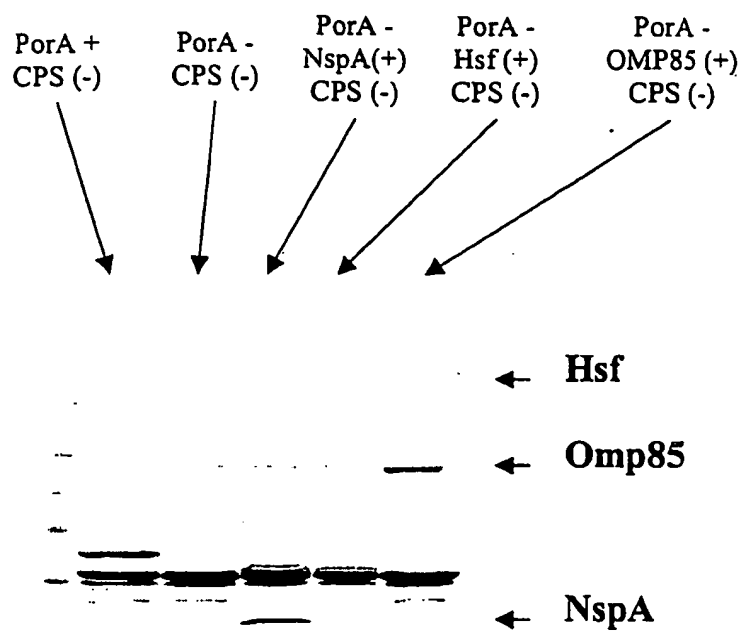 PorA +
CPS (-)
PorA -
CPS (-)
PorA -
NspA(+)
CPS (-)
PorA -
Hsf (+)
CPS (-)
PorA -
OMP85 (+)
CPS (-)
Hsf
Omp85
NspA